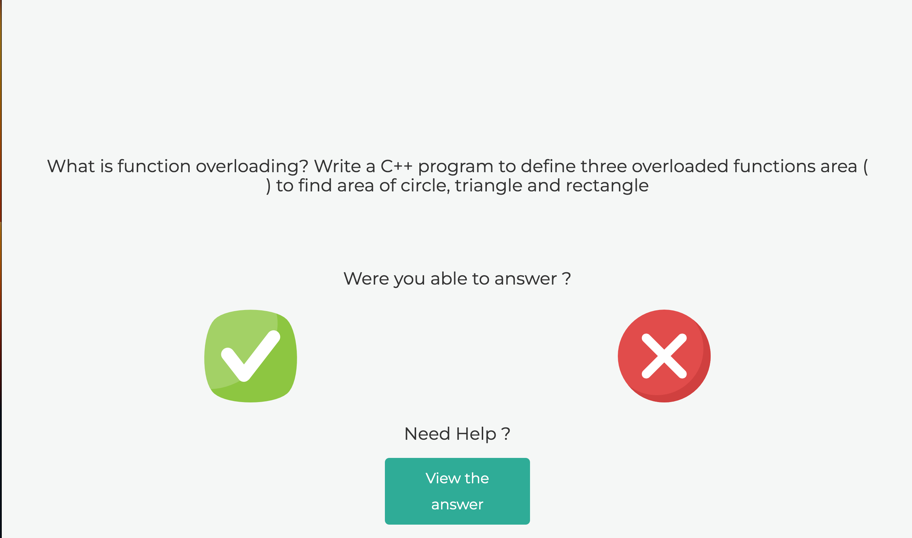 What is function overloading? Write a C++ program to define three overloaded functions area (
) to find area of circle, triangle and rectangle
Were you able to answer ?
Need Help ?
View the
answer